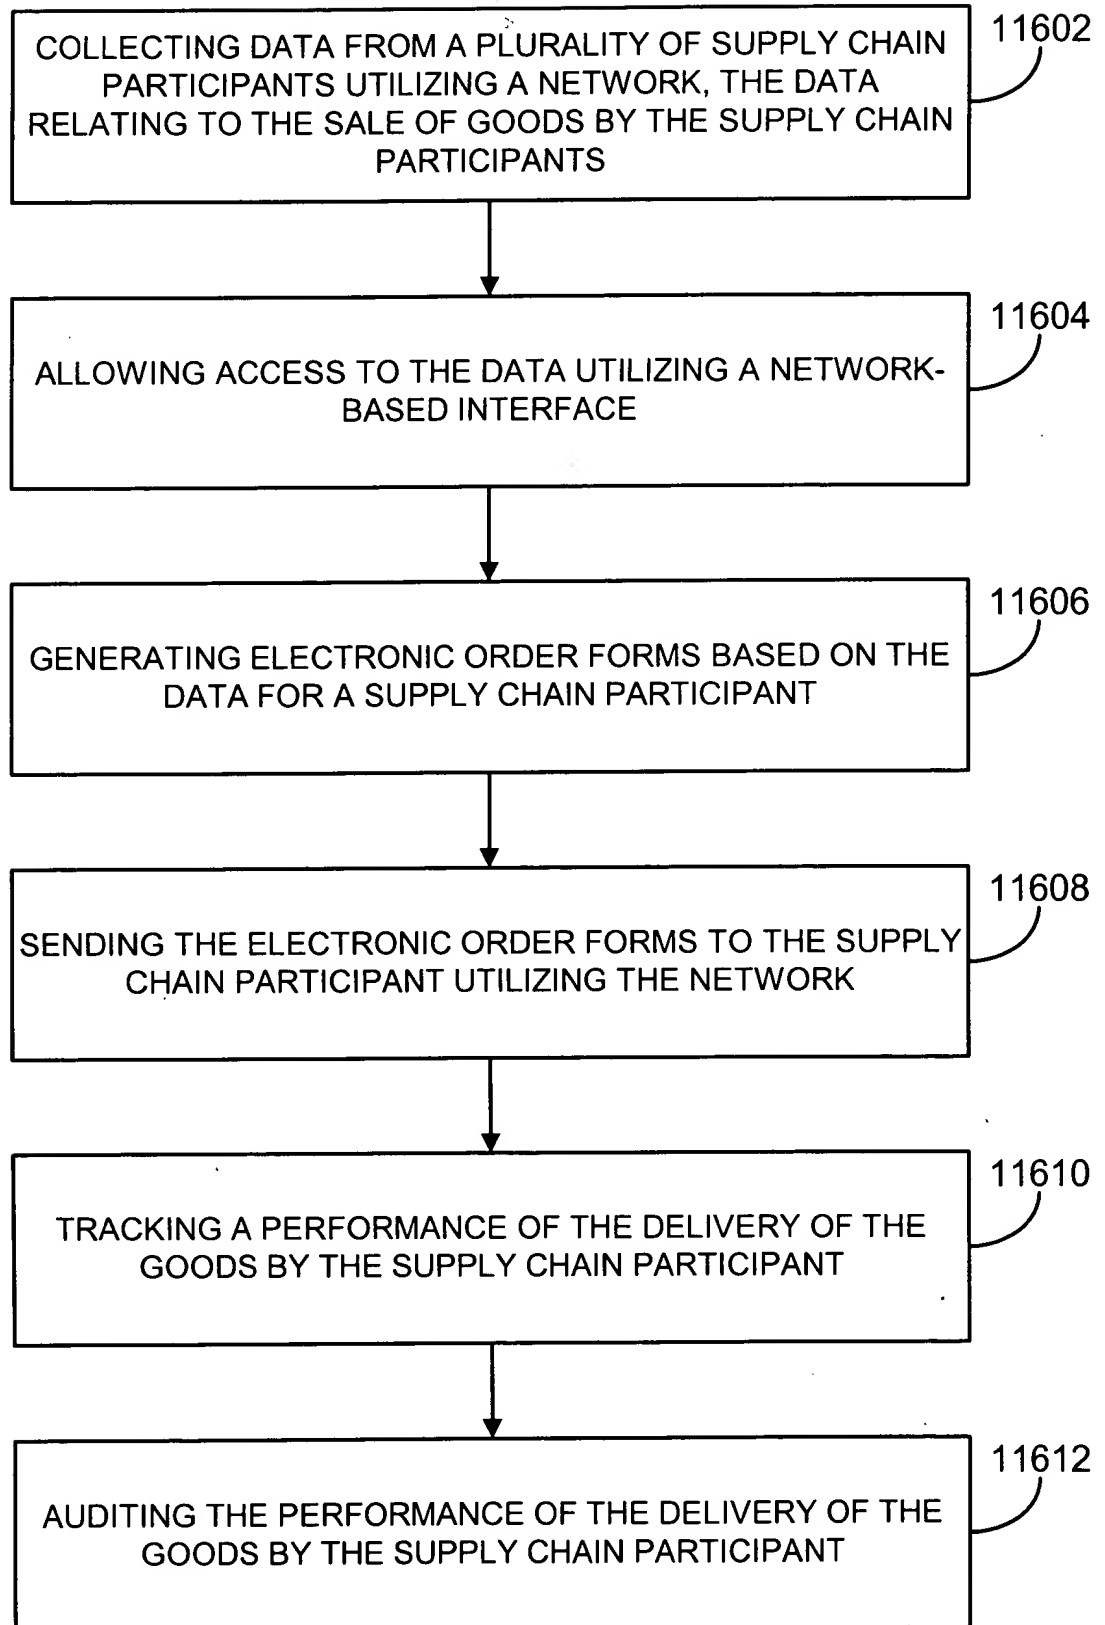 COLLECTING DATA FROM A PLURALITY OF SUPPLY CHAIN
PARTICIPANTS UTILIZING A NETWORK, THE DATA
RELATING TO THE SALE OF GOODS BY THE SUPPLY CHAIN
PARTICIPANTS
11602
ALLOWING ACCESS TO THE DATA UTILIZING A NETWORK-
BASED INTERFACE
11604
GENERATING ELECTRONIC ORDER FORMS BASED ON THE
DATA FOR A SUPPLY CHAIN PARTICIPANT
11606
SENDING THE ELECTRONIC ORDER FORMS TO THE SUPPLY
CHAIN PARTICIPANT UTILIZING THE NETWORK
11608
TRACKING A PERFORMANCE OF THE DELIVERY OF THE
GOODS BY THE SUPPLY CHAIN PARTICIPANT
11610
AUDITING THE PERFORMANCE OF THE DELIVERY OF THE
GOODS BY THE SUPPLY CHAIN PARTICIPANT
11612